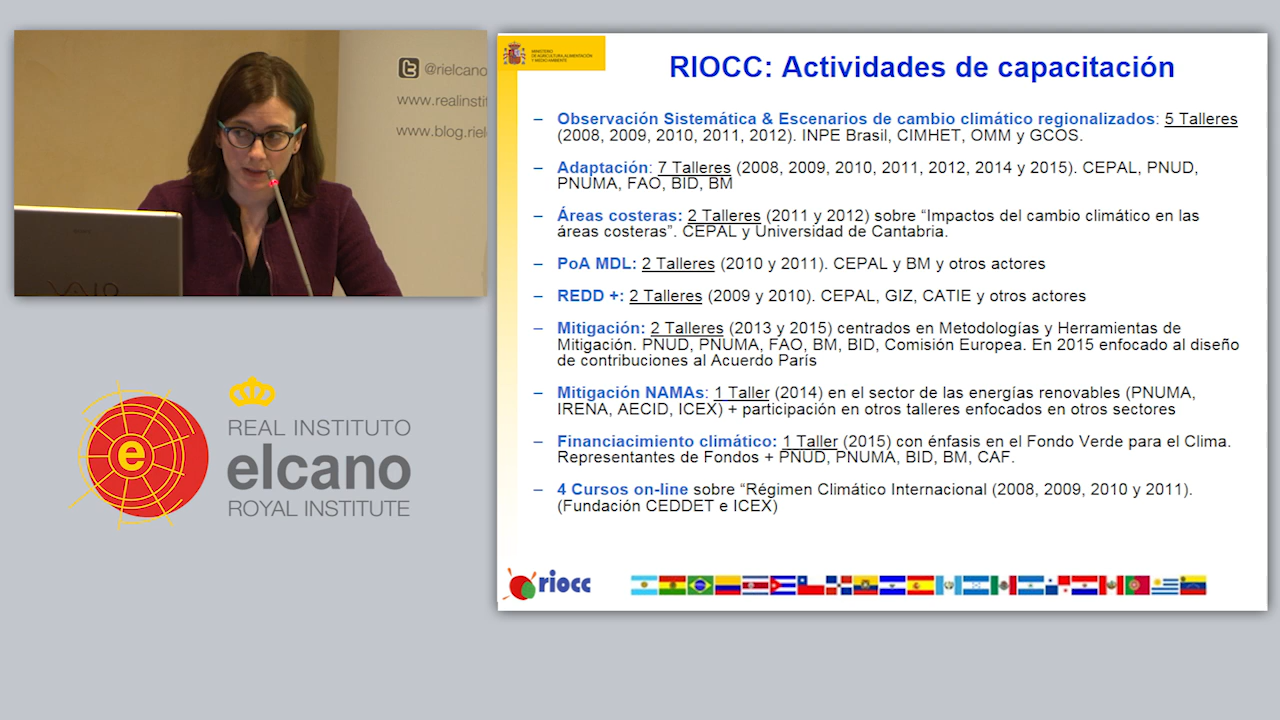 @rielcano
www.realinstit
www.blog.riel
VAIO
REAL INSTITUTO
e
elcano
ROYAL INSTITUTE
MINISTERIO
DE AGRICULTURA, ALIMENTACIÓN
Y MEDIO AMBIENTE
RIOCC: Actividades de capacitación
– Observación Sistemática & Escenarios de cambio climático regionalizados: 5 Talleres
(2008, 2009, 2010, 2011, 2012). INPE Brasil, CIMHET, OMM y GCOS.
– Adaptación: 7 Talleres (2008, 2009, 2010, 2011, 2012, 2014 y 2015). CEPAL, PNUD,
PNUMA, FAO, BID, BM
– Áreas costeras: 2 Talleres (2011 y 2012) sobre “Impactos del cambio climático en las
áreas costeras”. CEPAL y Universidad de Cantabria.
– PoA MDL: 2 Talleres (2010 y 2011). CEPAL y BM y otros actores
– REDD +: 2 Talleres (2009 y 2010). CEPAL, GIZ, CATIE y otros actores
– Mitigación: 2 Talleres (2013 y 2015) centrados en Metodologías y Herramientas de
Mitigación. PNUD, PNUMA, FAO, BM, BID, Comisión Europea. En 2015 enfocado al diseño
de contribuciones al Acuerdo París
– Mitigación NAMAs: 1 Taller (2014) en el sector de las energías renovables (PNUMA,
IRENA, AECID, ICEX) + participación en otros talleres enfocados en otros sectores
– Financiacimiento climático: 1 Taller (2015) con énfasis en el Fondo Verde para el Clima.
Representantes de Fondos + PNUD, PNUMA, BID, BM, CAF.
– 4 Cursos on-line sobre “Régimen Climático Internacional (2008, 2009, 2010 y 2011).
(Fundación CEDDET e ICEX)
riocc